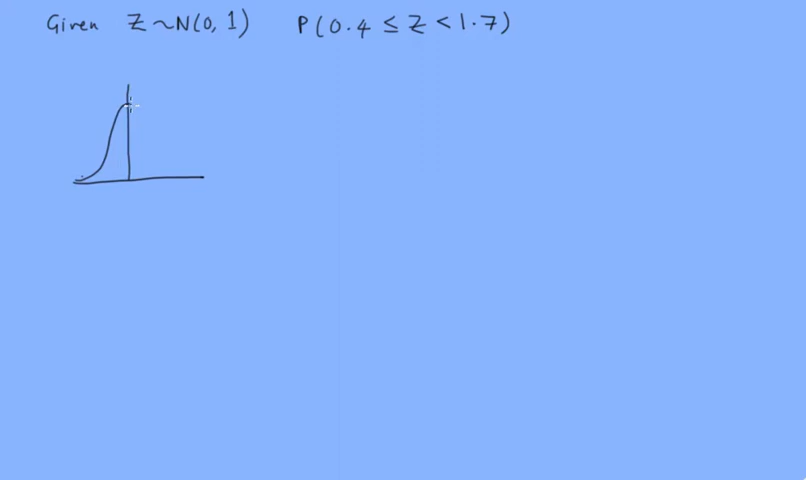 Given Z ~ N(0, 1) P(0.4 ≤ Z < 1.7)